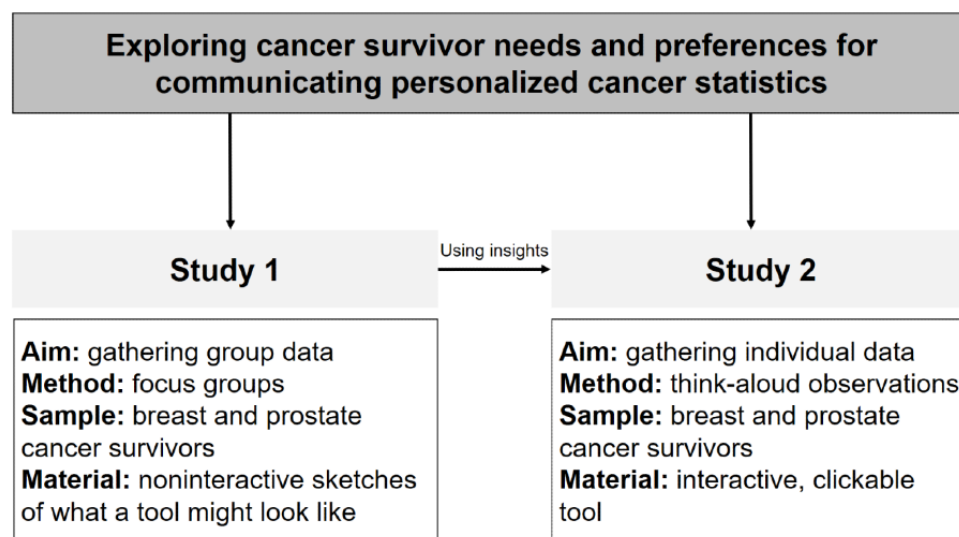 Exploring cancer survivor needs and preferences for
communicating personalized cancer statistics
Study 1
Using insights
Study 2
Aim: gathering group data
Method: focus groups
Sample: breast and prostate
cancer survivors
Material: noninteractive sketches
of what a tool might look like
Aim: gathering individual data
Method: think-aloud observations
Sample: breast and prostate
cancer survivors
Material: interactive, clickable
tool